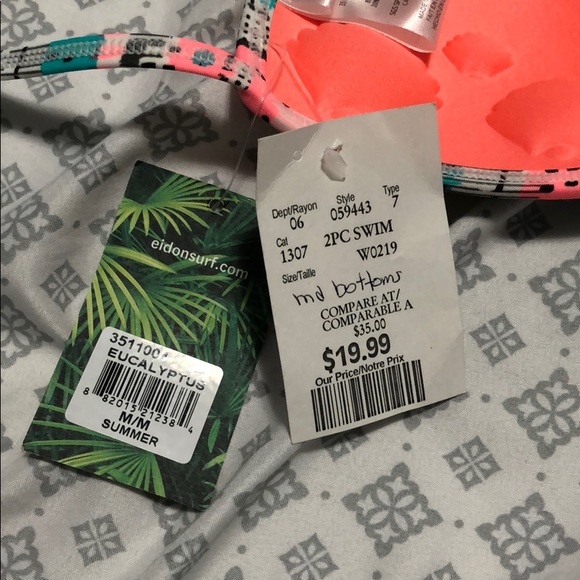 eidonsurf.com
351100
EUCALYPTUS
8 82015 21238 4
M/M
SUMMER
Dept/Rayon Style Type
06 059443 7
Cat
1307 2PC SWIM
W0219
Size/Taille
md bottoms
COMPARE AT/
COMPARABLE A
$35.00
$19.99
Our Price/Notre Prix